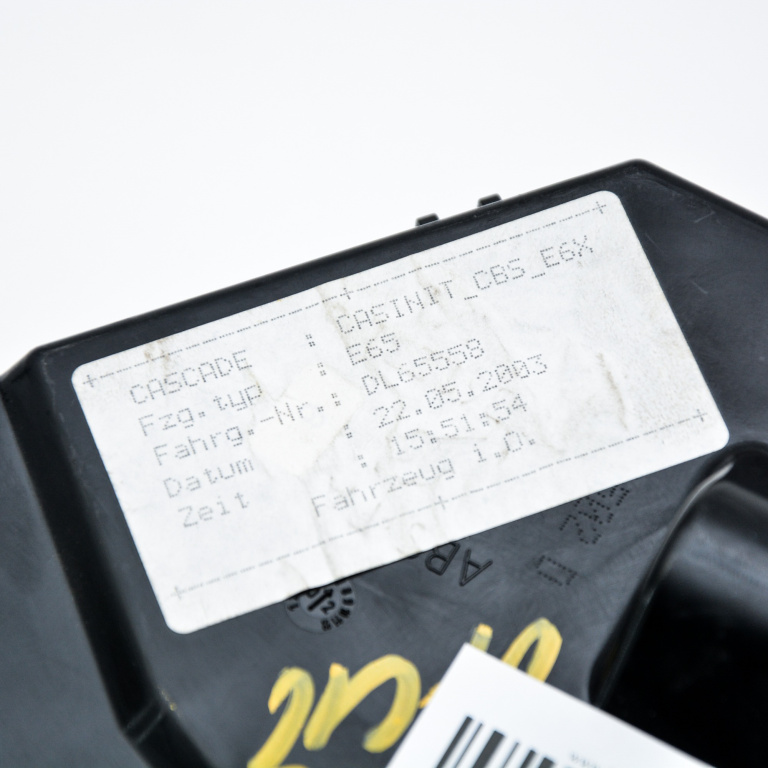 CASCADE : CASINIT_CBS_E6X
Fzg.typ : E65
Fahrg.-Nr.: DL65558
Datum : 22.05.2003
Zeit : 15:51:54
Fahrzeug i.O.